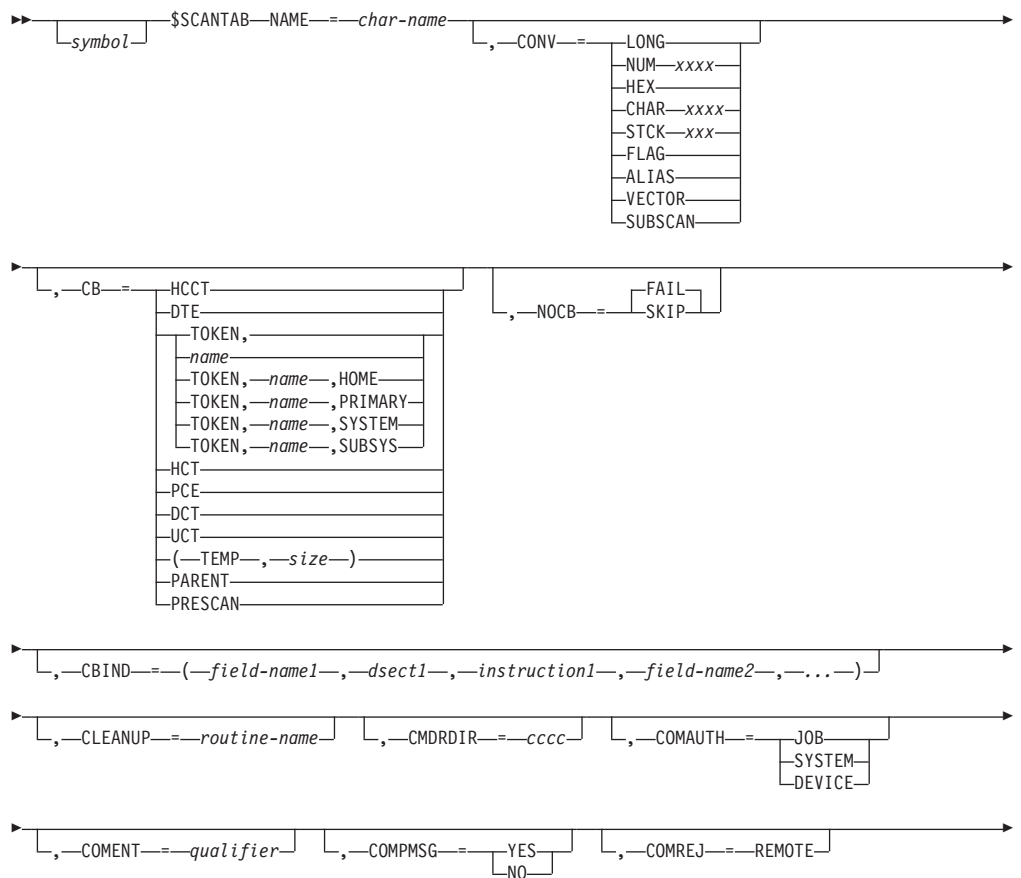 $SCANTAB NAME = char-name
symbol
, CONV = LONG
NUM xxxx
HEX
CHAR xxxx
STCK xxx
FLAG
ALIAS
VECTOR
SUBSCAN
, CB = HCCT
DTE
TOKEN,
name
TOKEN, name ,HOME
TOKEN, name ,PRIMARY
TOKEN, name ,SYSTEM
TOKEN, name ,SUBSYS
HCT
PCE
DCT
UCT
( TEMP , size )
PARENT
PRESCAN
, NOCB = FAIL
SKIP
, CBIND = ( field-name1 , dsect1 , instruction1 , field-name2 , ... )
, CLEANUP = routine-name
, CMDRDIR = cccc
, COMAUTH = JOB
SYSTEM
DEVICE
, COMENT = qualifier
, COMPMSG = YES
NO
, COMREJ = REMOTE